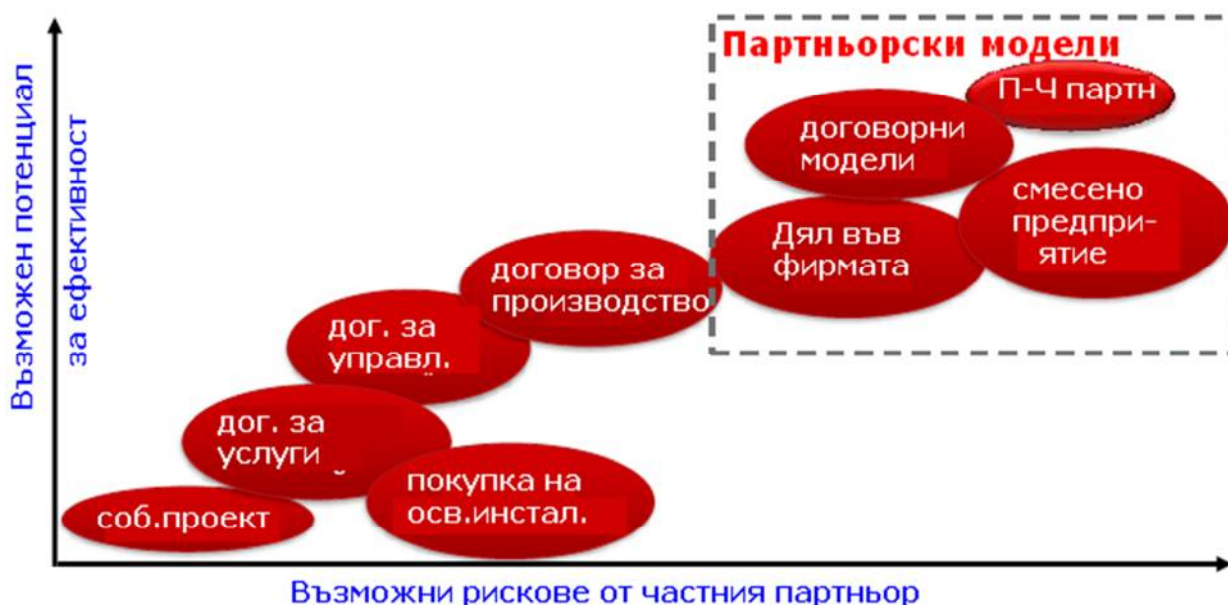 Възможен потенциал
за ефективност
Партньорски модели
П-Ч партн
договорни
модели
смесено
предпри-
ятие
Дял във
фирмата
договор за
производство
дог. за
управл.
дог. за
услуги
покупка на
осв.инстал.
соб.проект
Възможни рискове от частния партньор